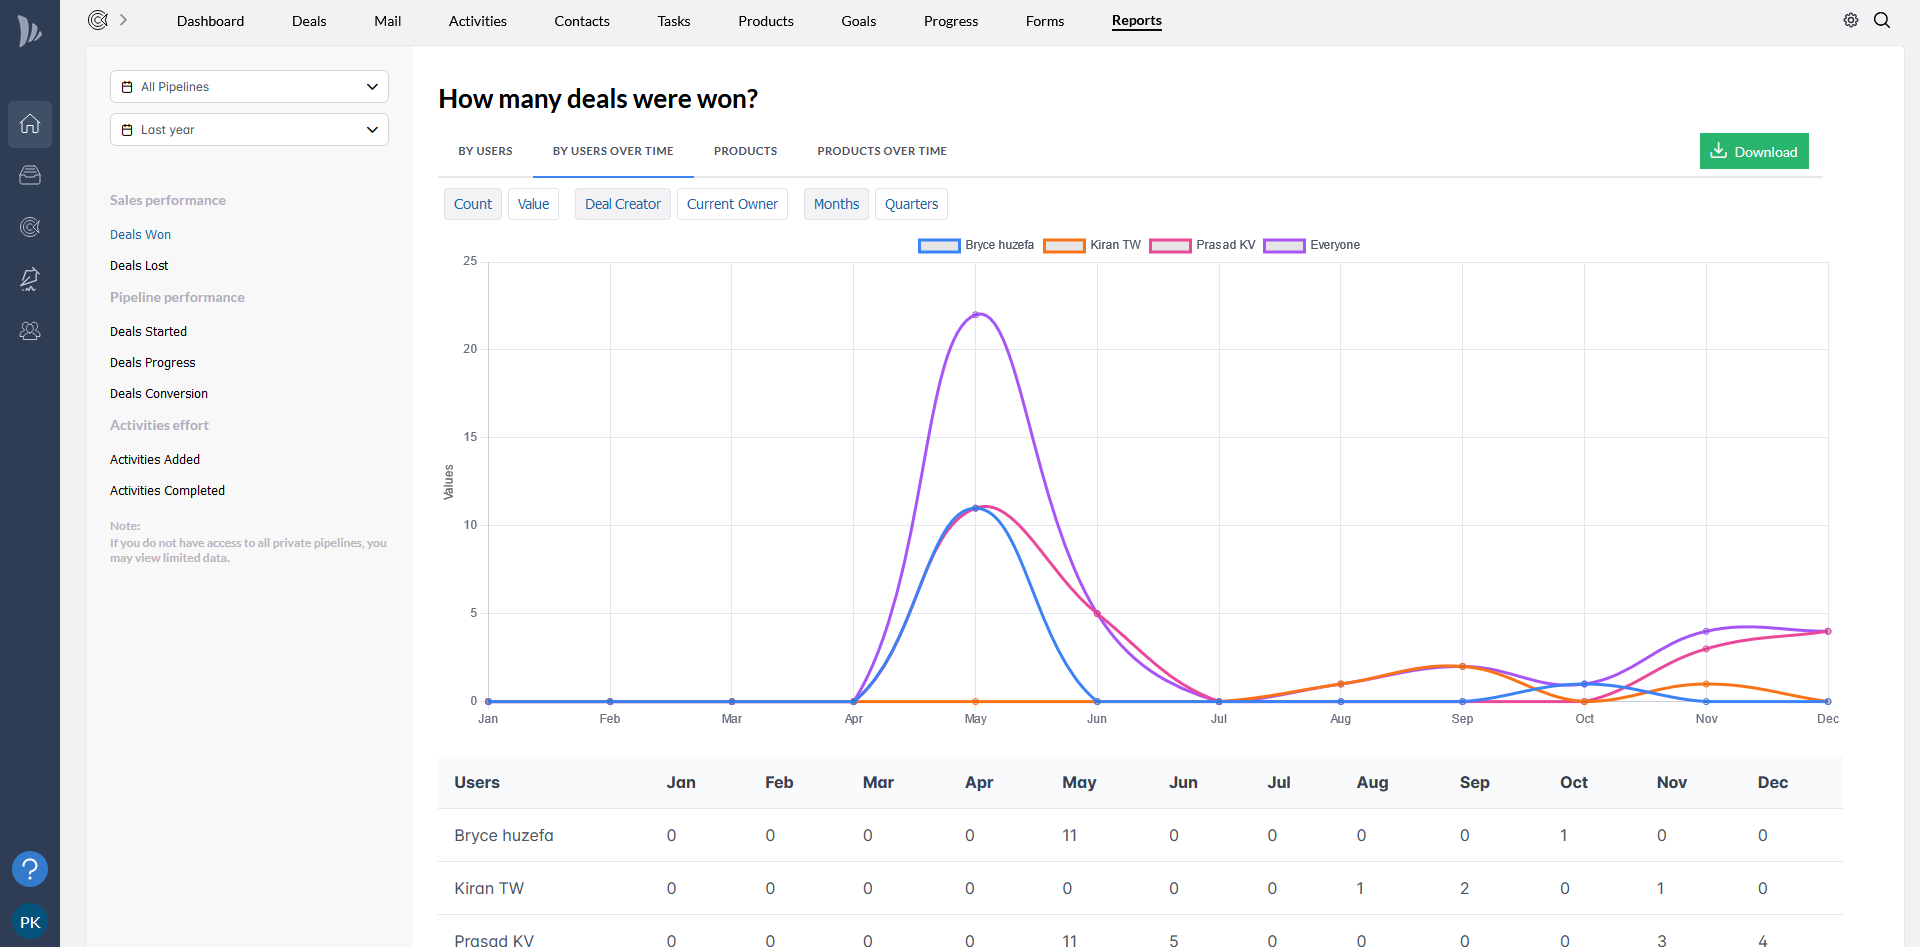 Dashboard Deals Mail Activities Contacts Tasks Products Goals Progress Forms Reports
All Pipelines
Last year
Sales performance
Deals Won
Deals Lost
Pipeline performance
Deals Started
Deals Progress
Deals Conversion
Activities effort
Activities Added
Activities Completed
Note:
If you do not have access to all private pipelines, you
may view limited data.
?
PK
How many deals were won?
BY USERS BY USERS OVER TIME PRODUCTS PRODUCTS OVER TIME
Download
Count Value Deal Creator Current Owner Months Quarters
Bryce huzefa Kiran TW Prasad KV Everyone
25
20
15
10
5
0
Values
Jan Feb Mar Apr May Jun Jul Aug Sep Oct Nov Dec
Users Jan Feb Mar Apr May Jun Jul Aug Sep Oct Nov Dec
Bryce huzefa 0 0 0 0 11 0 0 0 0 1 0 0
Kiran TW 0 0 0 0 0 0 0 1 2 0 1 0
Prasad KV 0 0 0 0 11 5 0 0 0 0 3 4